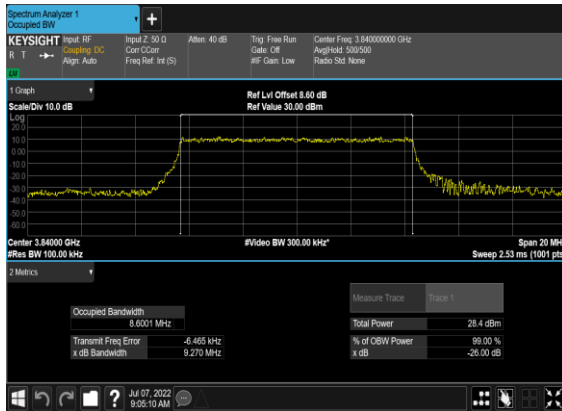 Spectrum Analyzer 1
Occupied BW
+
KEYSIGHT Input: RF Input Z: 50 Ω Atten: 40 dB Trig: Free Run Center Freq: 3.840000000 GHz
R T Coupling: DC Corr CCorr Gate: Off Avg|Hold: 500/500
Align: Auto Freq Ref: Int (S) #IF Gain: Low Radio Std: None
1 Graph
Ref Lvl Offset 8.60 dB
Scale/Div 10.0 dB Ref Value 30.00 dBm
Log
20.0
10.0
0.00
-10.0
-20.0
-30.0
-40.0
-50.0
-60.0
Center 3.84000 GHz #Video BW 300.00 kHz* Span 20 MH
#Res BW 100.00 kHz Sweep 2.53 ms (1001 pts
2 Metrics
Measure Trace Trace 1
Occupied Bandwidth
8.6001 MHz Total Power 28.4 dBm
Transmit Freq Error -6.465 kHz % of OBW Power 99.00 %
x dB Bandwidth 9.270 MHz x dB -26.00 dB
? Jul 07, 2022
9:05:10 AM